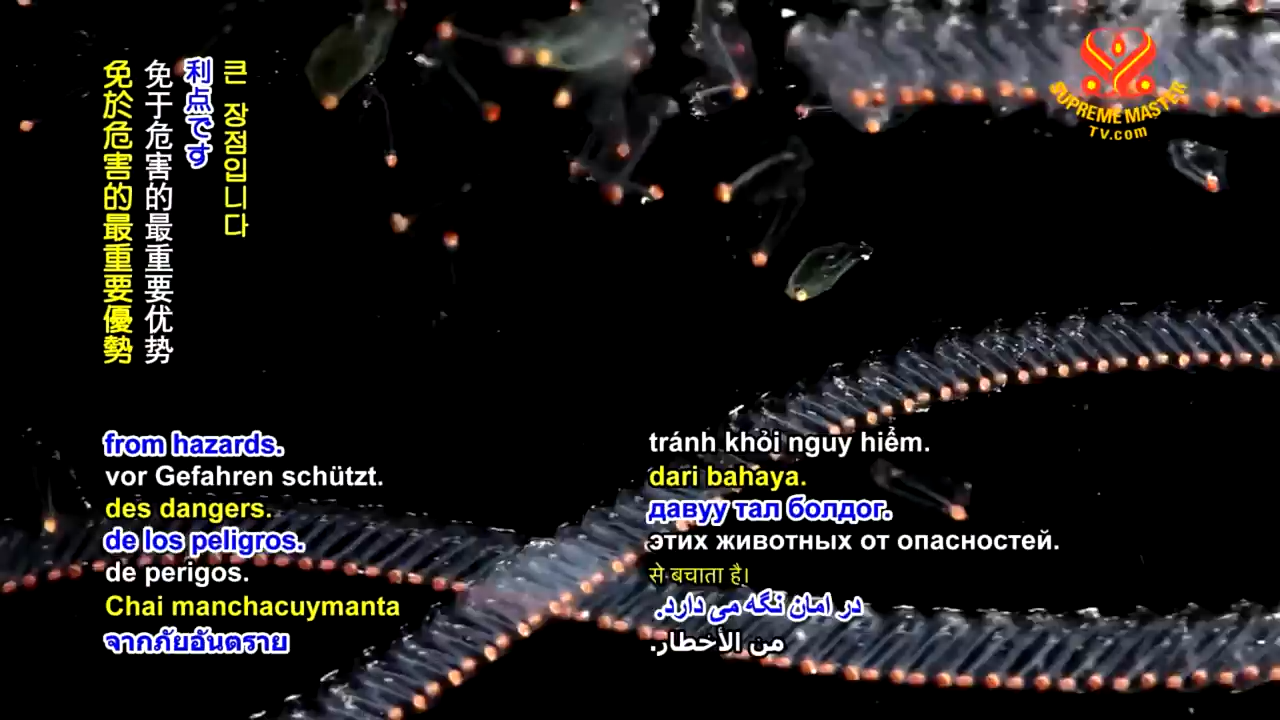 큰 장점입니다
利点です
免于危害的最重要优势
免於危害的最重要優勢
SUPREME MASTER
TV.com
from hazards.
vor Gefahren schützt.
des dangers.
de los peligros.
de perigos.
Chai manchacuymanta
จากภัยอันตราย
tránh khỏi nguy hiểm.
dari bahaya.
давуу тал болдог.
этих животных от опасностей.
से बचाता है।
در امان نگه می دارد.
من الأخطار.